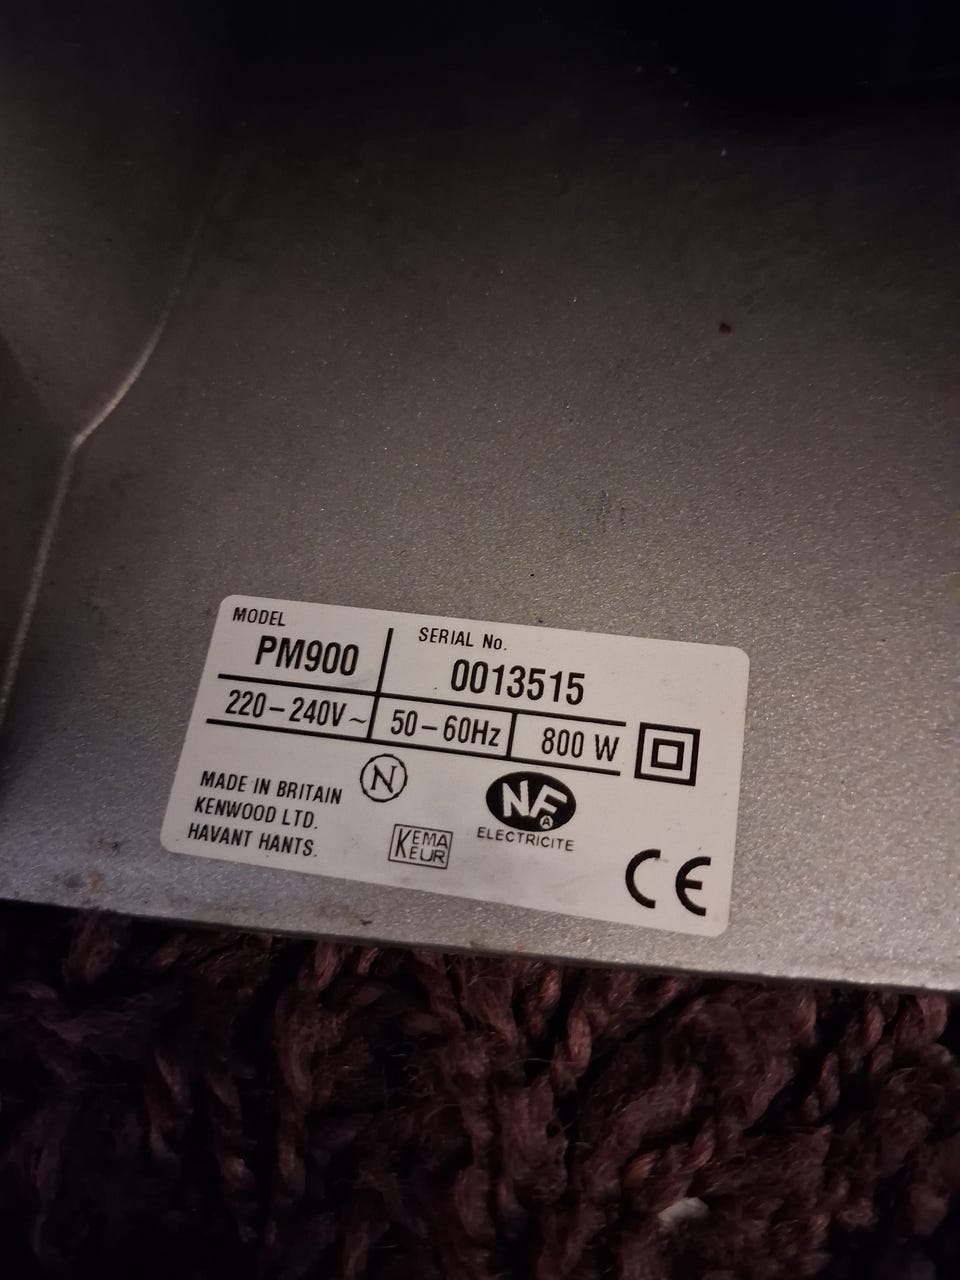 MODEL
PM900
SERIAL No.
0013515
220–240V~
50–60Hz
800 W
MADE IN BRITAIN
KENWOOD LTD.
HAVANT HANTS.
N
KEMA
KEUR
NF
A
ELECTRICITE
CE